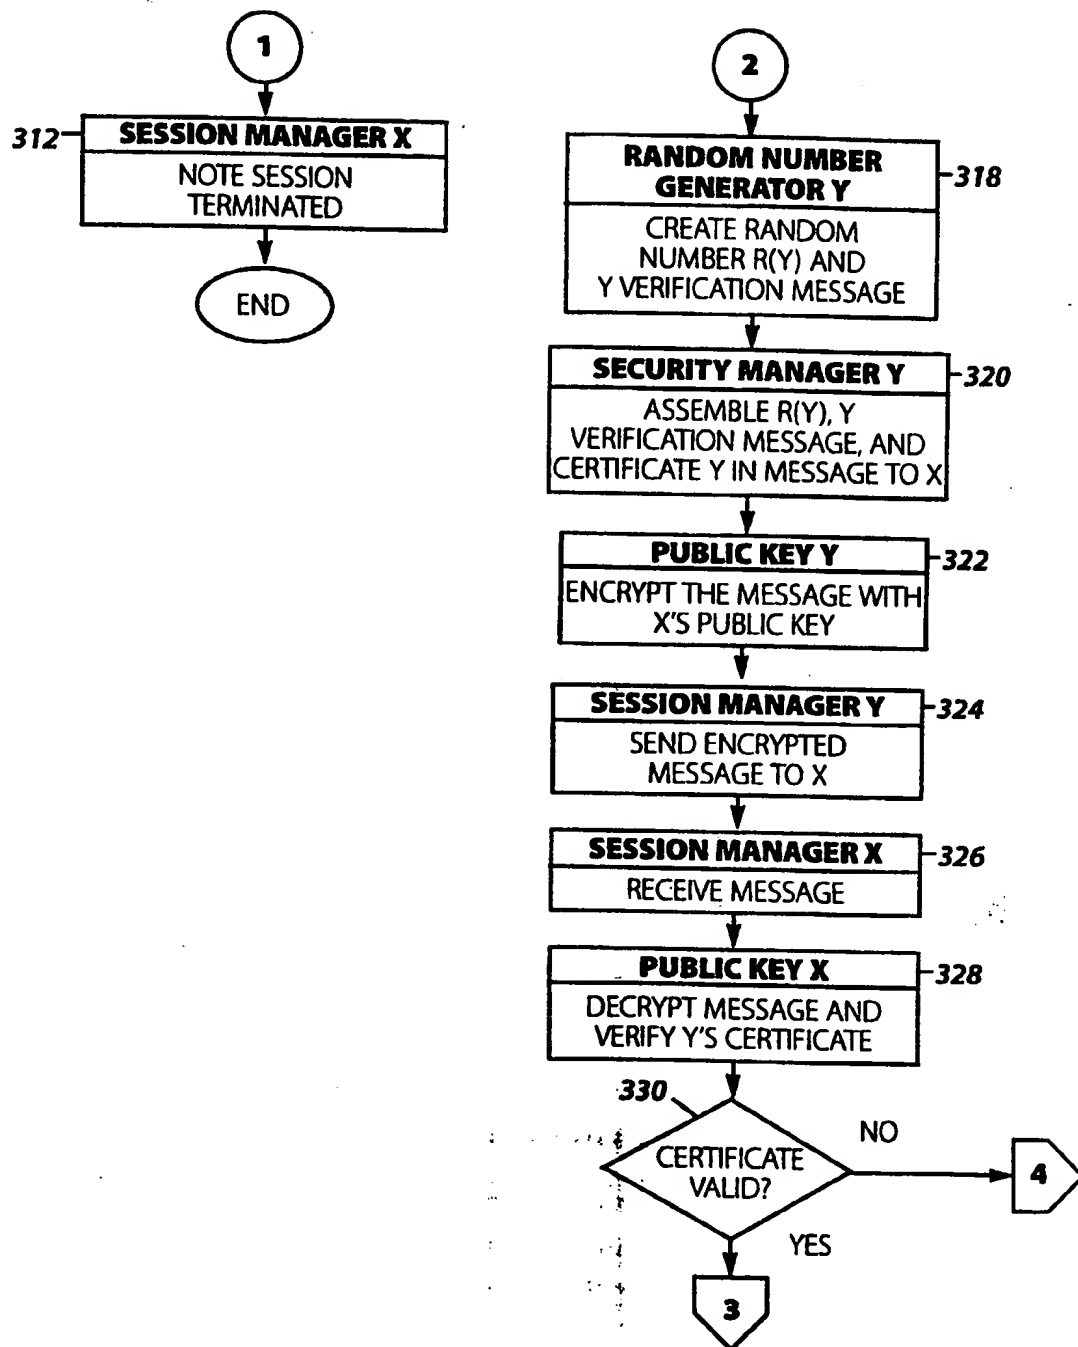 1
312
SESSION MANAGER X
NOTE SESSION
TERMINATED
END
2
RANDOM NUMBER
GENERATOR Y
318
CREATE RANDOM
NUMBER R(Y) AND
Y VERIFICATION MESSAGE
SECURITY MANAGER Y
320
ASSEMBLE R(Y), Y
VERIFICATION MESSAGE, AND
CERTIFICATE Y IN MESSAGE TO X
PUBLIC KEY Y
322
ENCRYPT THE MESSAGE WITH
X'S PUBLIC KEY
SESSION MANAGER Y
324
SEND ENCRYPTED
MESSAGE TO X
SESSION MANAGER X
326
RECEIVE MESSAGE
PUBLIC KEY X
328
DECRYPT MESSAGE AND
VERIFY Y'S CERTIFICATE
330
CERTIFICATE
VALID?
NO
4
YES
3